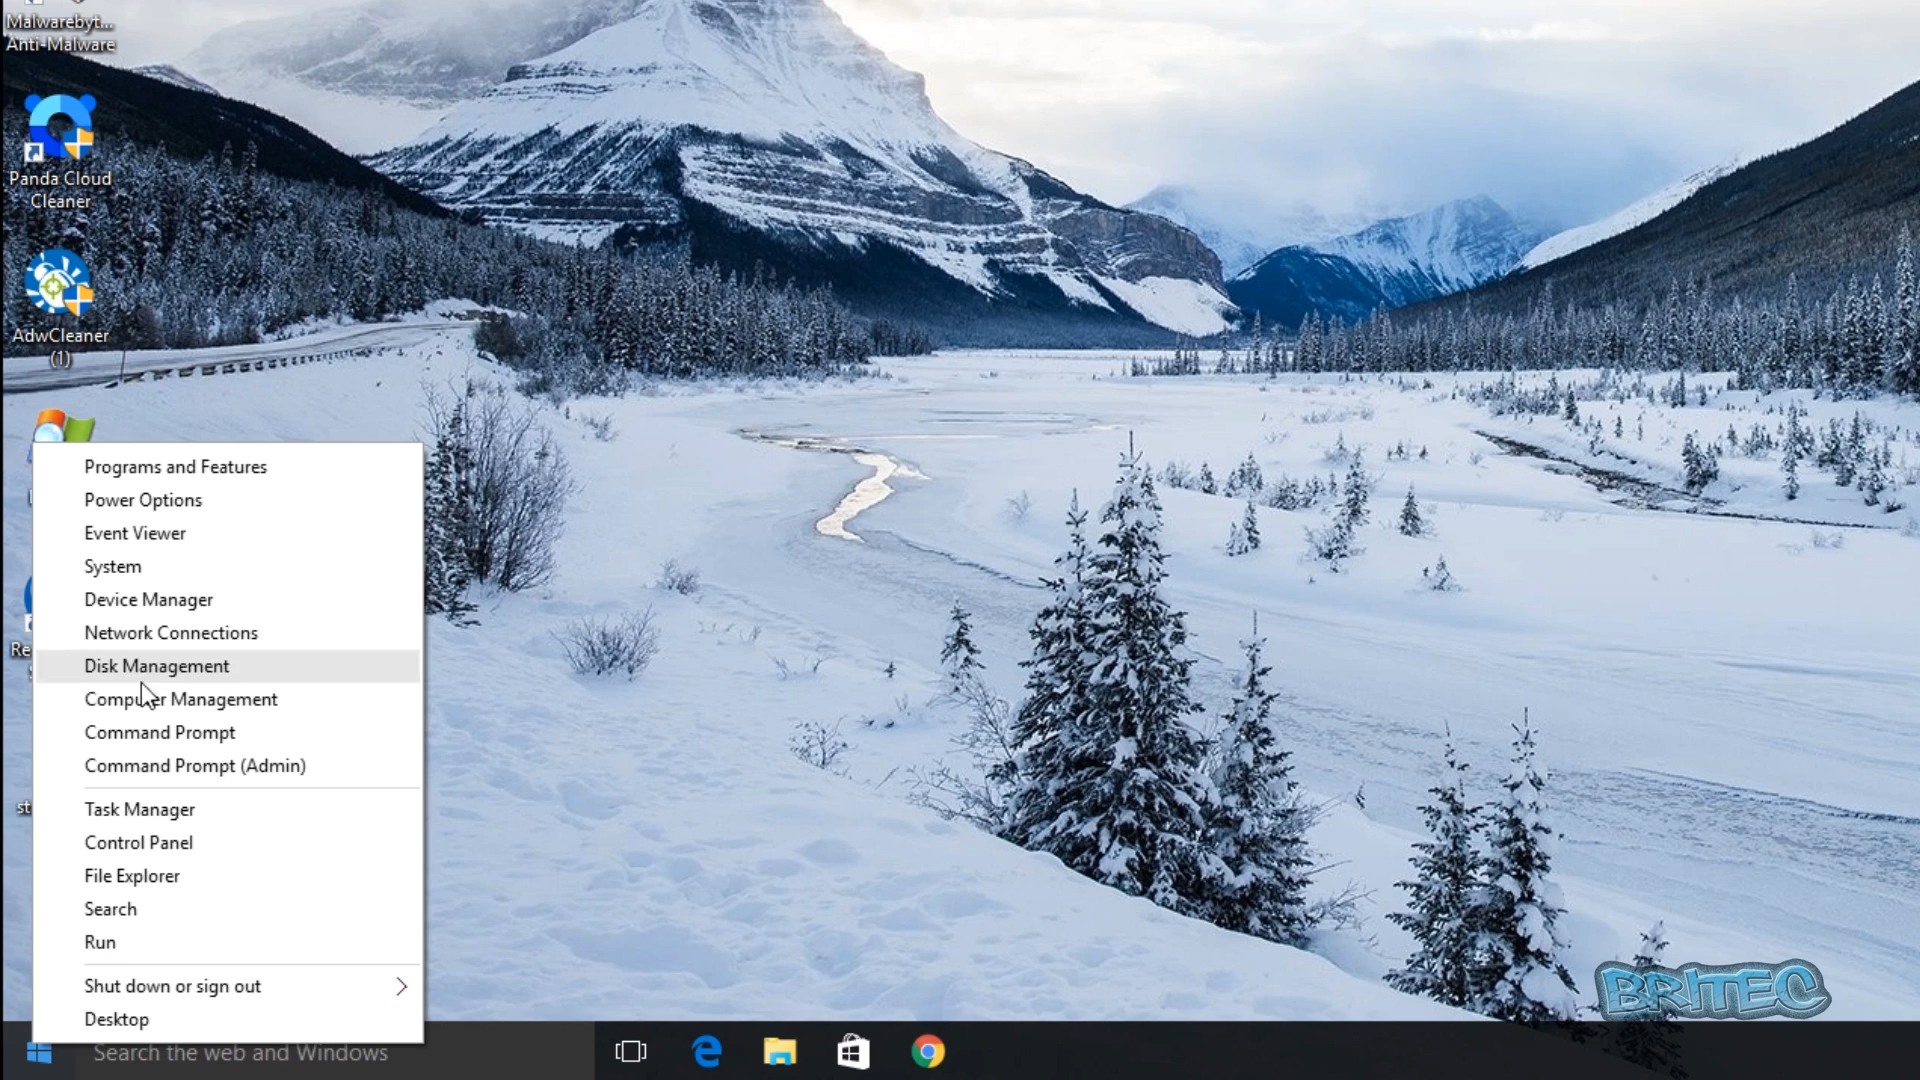 Malwarebyt...
Anti-Malware
Panda Cloud
Cleaner
AdwCleaner
(1)
Programs and Features
Power Options
Event Viewer
System
Device Manager
Network Connections
Disk Management
Computer Management
Command Prompt
Command Prompt (Admin)
Task Manager
Control Panel
File Explorer
Search
Run
Shut down or sign out
Desktop
Re
st
Search the web and Windows
BRITEC